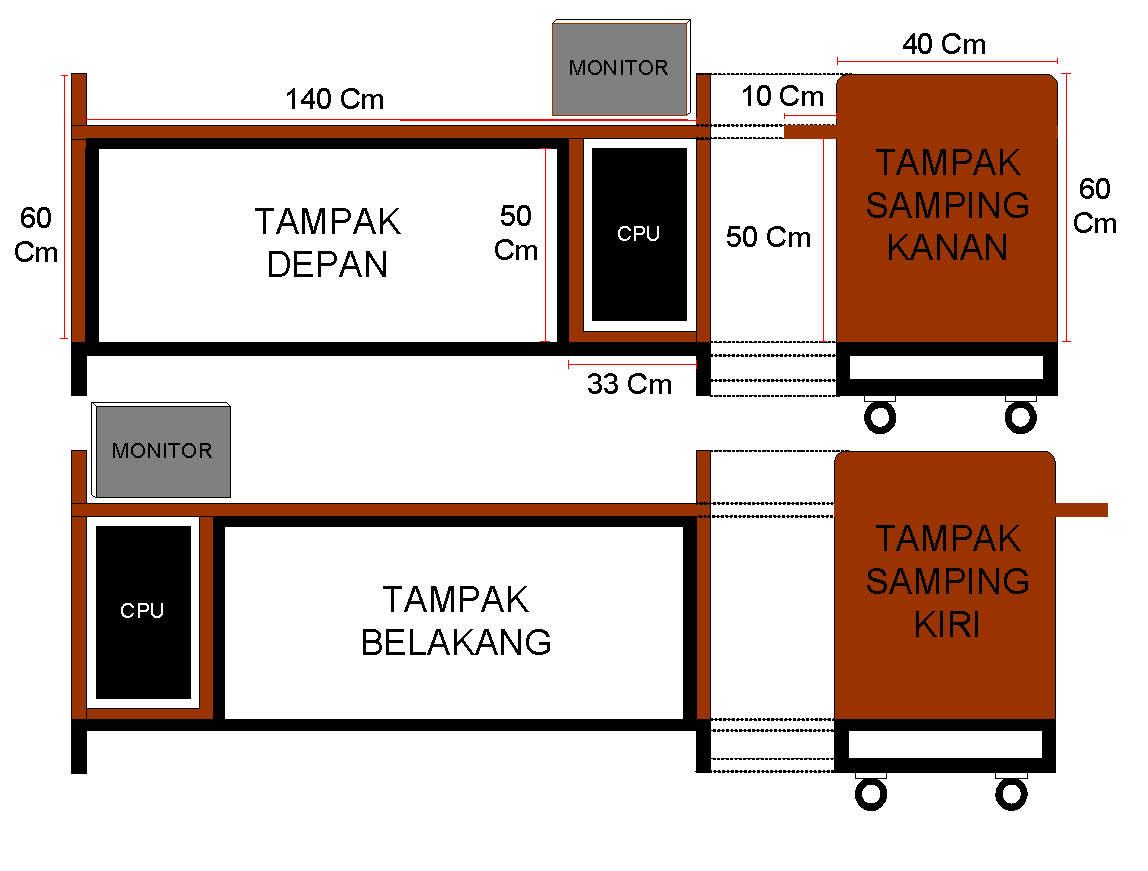 40 Cm
MONITOR
140 Cm
10 Cm
60
Cm
TAMPAK
DEPAN
50
Cm
CPU
50 Cm
TAMPAK
SAMPING
KANAN
60
Cm
33 Cm
MONITOR
CPU
TAMPAK
BELAKANG
TAMPAK
SAMPING
KIRI